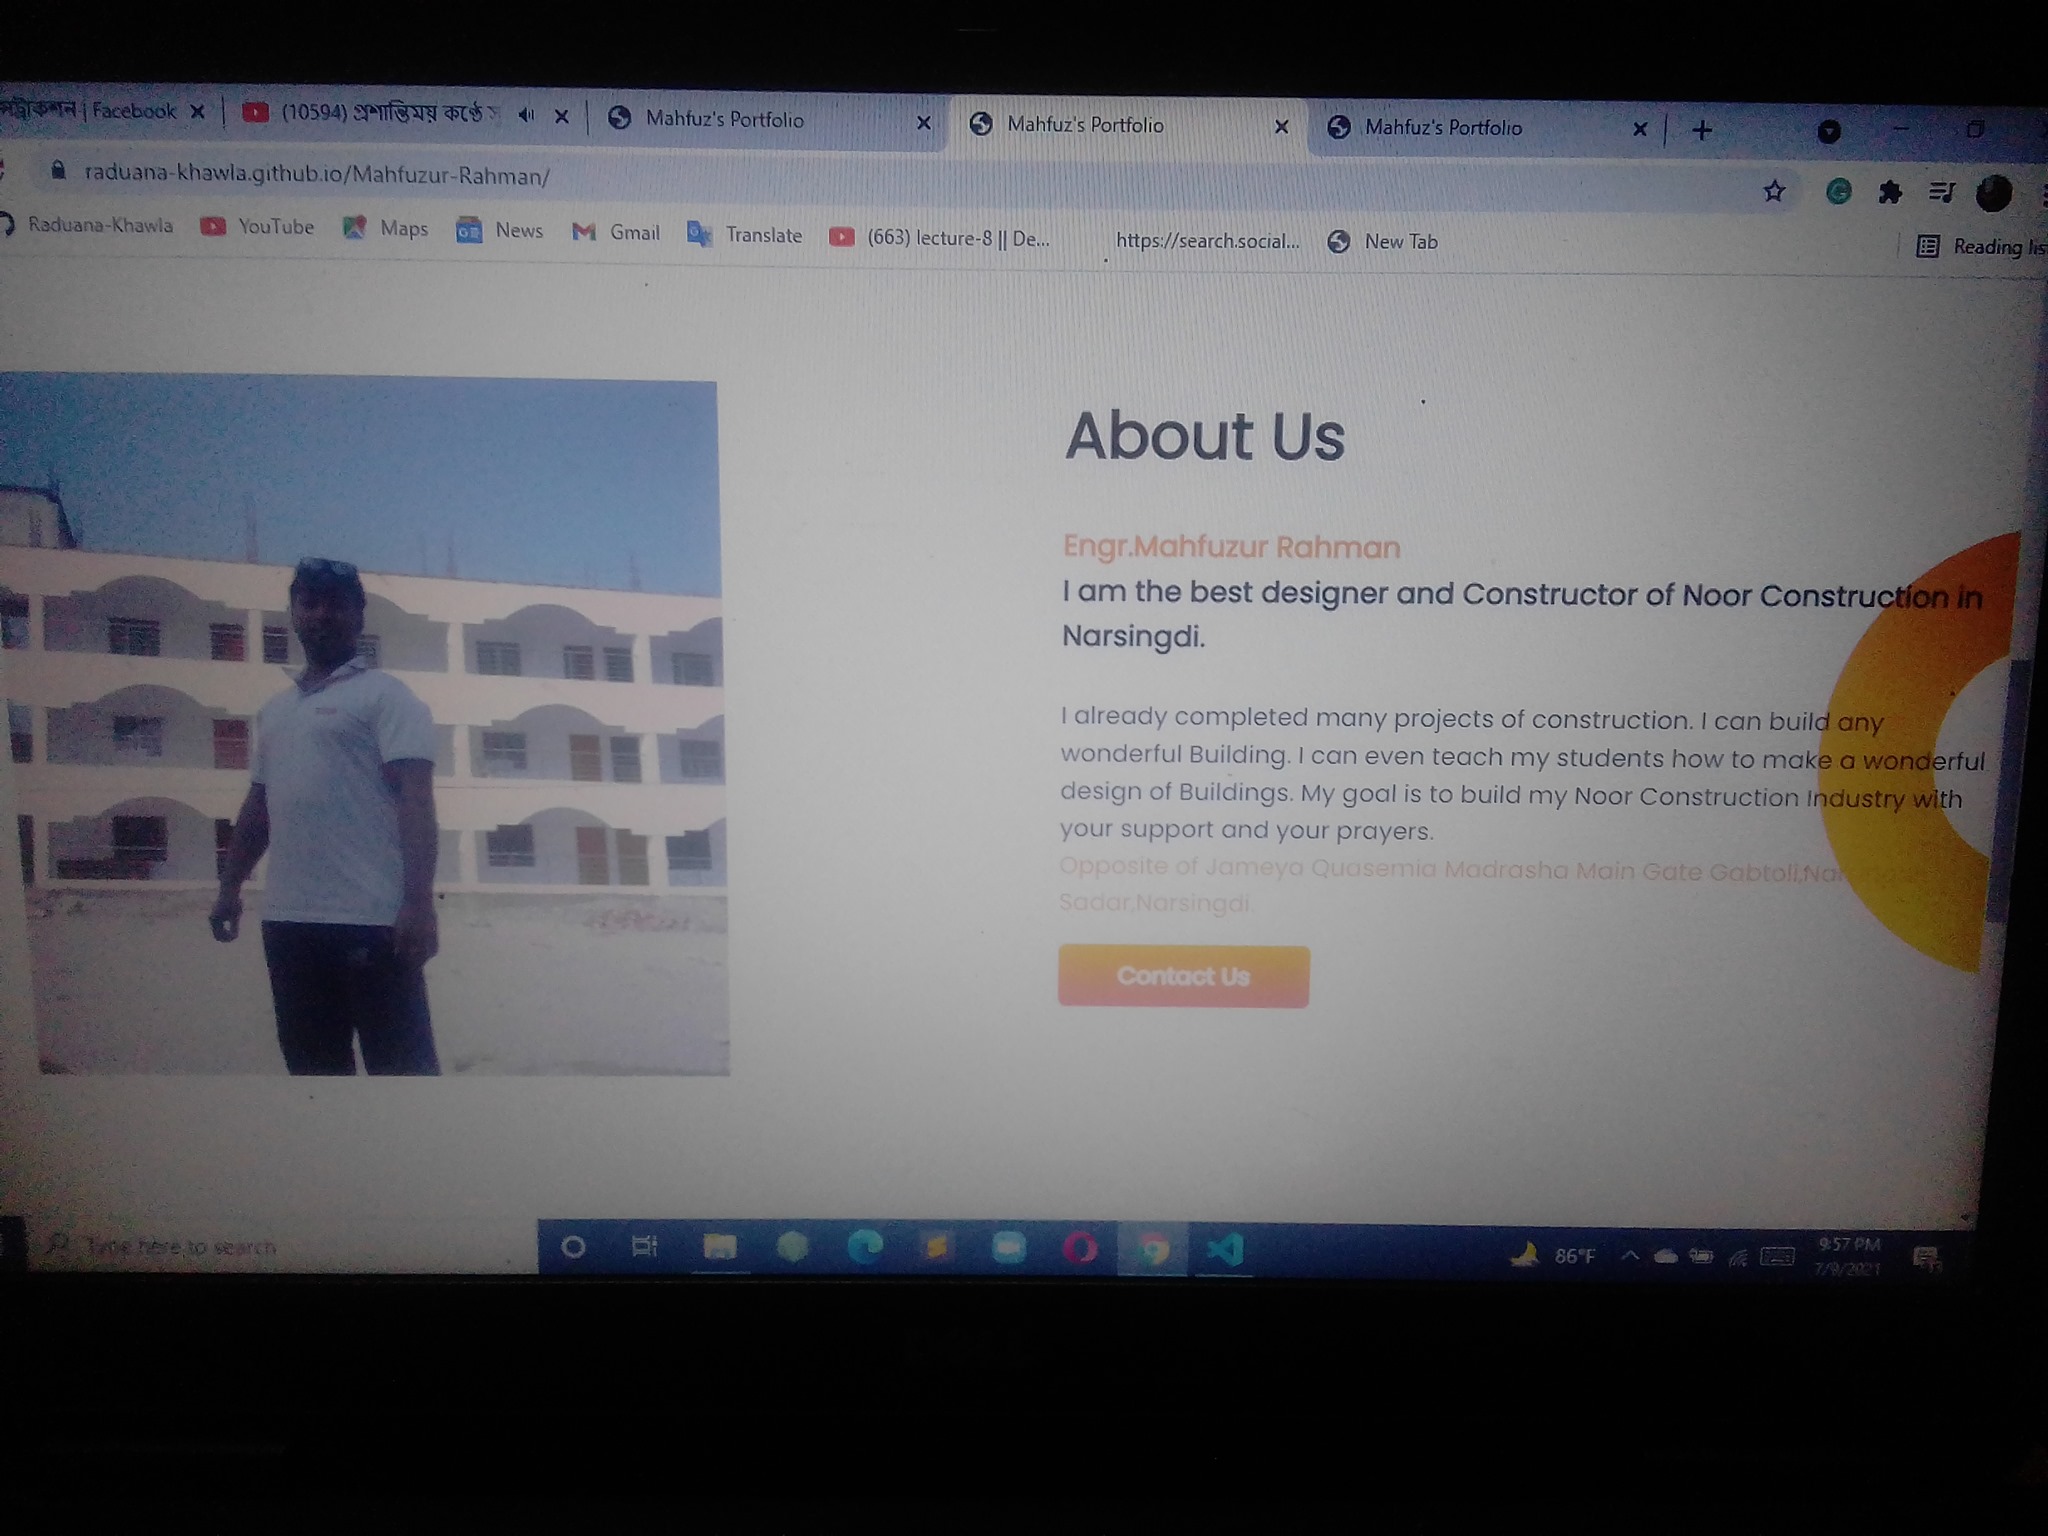 | Facebook
(10594) প্রশান্তিময় কণ্ঠে
Mahfuz's Portfolio
Mahfuz's Portfolio
Mahfuz's Portfolio
raduana-khawla.github.io/Mahfuzur-Rahman/
Raduana-Khawla
YouTube
Maps
News
Gmail
Translate
(663) lecture-8 || De...
https://search.social...
New Tab
Reading lis
About Us
Engr.Mahfuzur Rahman
I am the best designer and Constructor of Noor Construction in
Narsingdi.
I already completed many projects of construction. I can build any
wonderful Building. I can even teach my students how to make a wonderful
design of Buildings. My goal is to build my Noor Construction Industry with
your support and your prayers.
Opposite of Jameya Quasemia Madrasha Main Gate Gabtoli,
Sadar,Narsingdi.
Contact Us
Type here to search
86°F
9:57 PM
7/9/2021